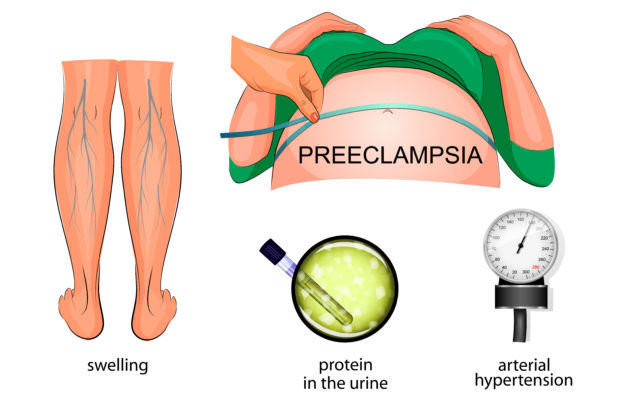 PREECLAMPSIA
swelling
protein
in the urine
arterial
hypertension